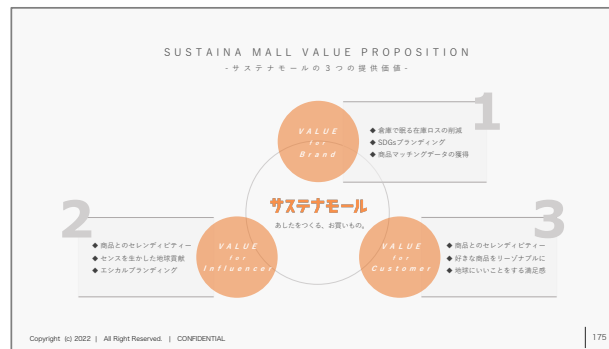 SUSTAINA MALL VALUE PROPOSITION
-サステナモールの３つの提供価値-
1
VALUE
for
Brand
◆ 倉庫で眠る在庫ロスの削減
◆ SDGsブランディング
◆ 商品マッチングデータの獲得
サステナモール
あしたをつくる、お買いもの。
2
◆ 商品とのセレンディピティー
◆ センスを生かした地球貢献
◆ エシカルブランディング
VALUE
for
Influencer
3
VALUE
for
Customer
◆ 商品とのセレンディピティー
◆ 好きな商品をリーゾナブルに
◆ 地球にいいことをする満足感
Copyright (c) 2022 | All Right Reserved. | CONFIDENTIAL
175